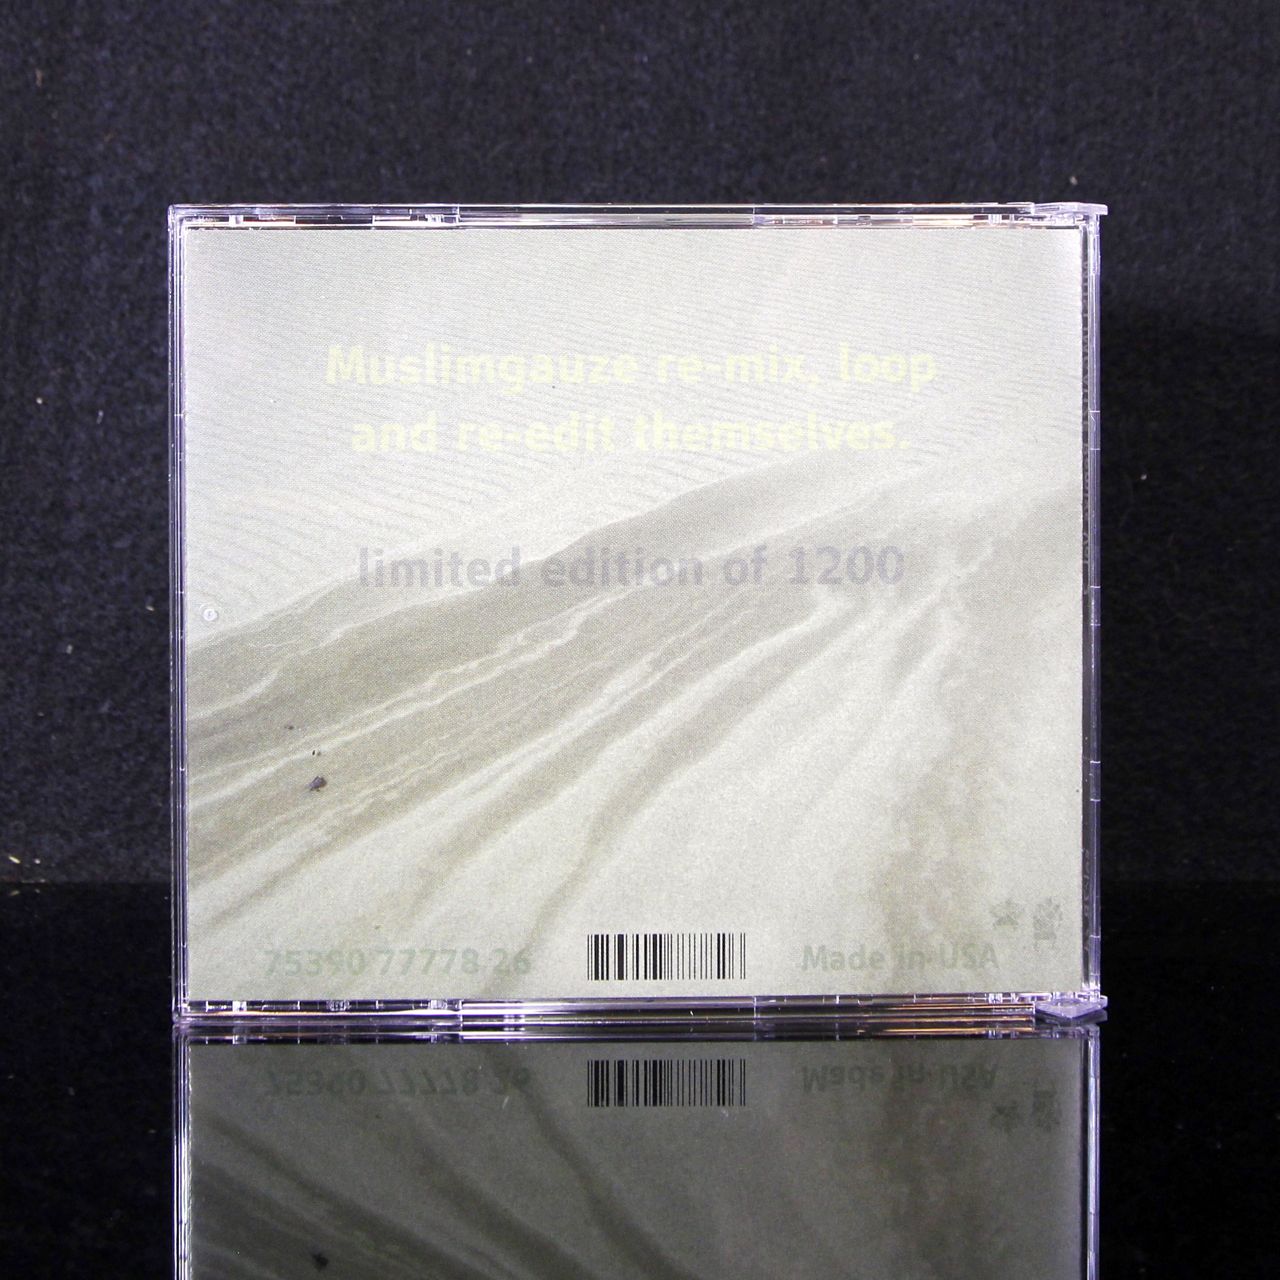 Muslimgauze re-mix, loop
and re-edit themselves.
limited edition of 1200
75390 77778 26
Made in USA